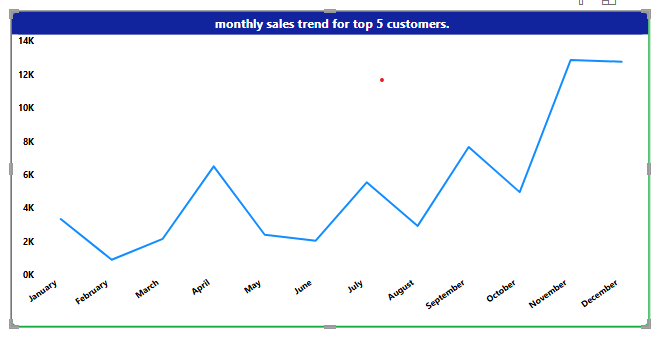 monthly sales trend for top 5 customers.
14K
12K
10K
8K
6K
4K
2K
0K
January
February
March
April
May
June
July
August
September
October
November
December